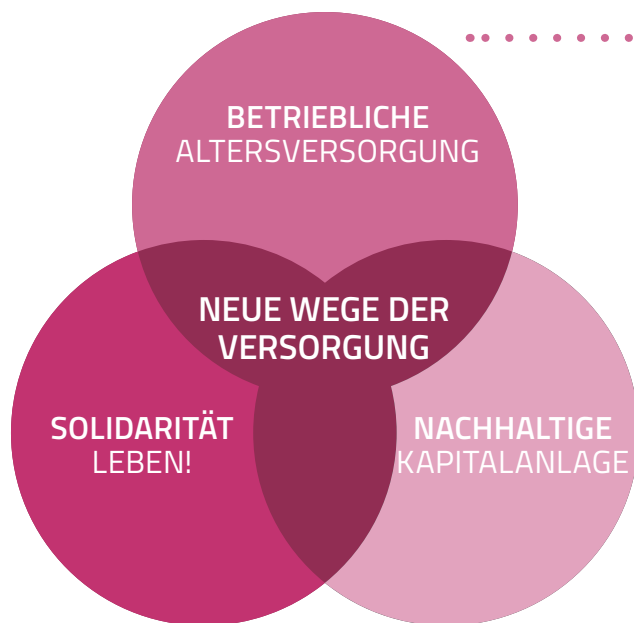 BETRIEBLICHE
ALTERSVERSORGUNG
NEUE WEGE DER
VERSORGUNG
SOLIDARITÄT
LEBEN!
NACHHALTIGE
KAPITALANLAGE